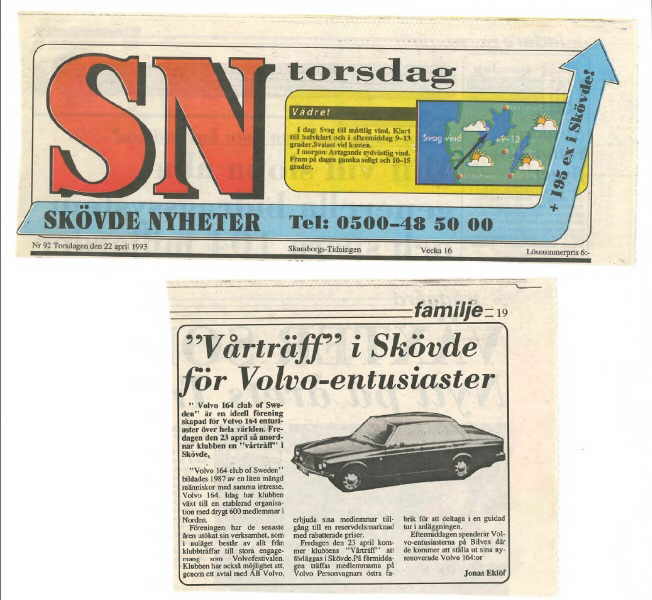 SN
torsdag
Vädret
I dag: Svag till måttlig vind. Klart
till halvklart och i eftermiddag 9–13
grader. Svalast vid kusten.
I morgon: Avtagande sydvästlig vind.
Fram på dagen ganska soligt och 10–15
grader.
Svag vind
9–13
+ 195 ex i Skövde!
SKÖVDE NYHETER Tel: 0500–48 50 00
Nr 92 Torsdagen den 22 april 1993 Skaraborgs-Tidningen Vecka 16 Lösnummerpris 6:-
familje 19
"Vårträff" i Skövde
för Volvo-entusiaster
" Volvo 164 club of Swe-
den" är en ideell förening
skapad för Volvo 164 entusi-
aster över hela världen. Fre-
dagen den 23 april så anord-
nar klubben en "vårträff" i
Skövde,
"Volvo 164 club of Sweden"
bildades 1987 av en liten mängd
människor med samma intresse,
Volvo 164. Idag har klubben
växt till en etablerad organisa-
tion med drygt 600 medlemmar i
Norden.
Föreningen har de senaste
åren utökat sin verksamhet, som
i nuläget består av allt från
klubbträffar till stora engage-
mang som Volvofestivalen.
Klubben har också möjlighet att
genom ett avtal med AB Volvo,
erbjuda sina medlemmar till-
gång till en reservdelsmarknad
med rabatterade priser.
Fredagen den 23 april kom-
mer klubbens "Vårträff" att
förläggas i Skövde. På förmidda-
gen träffas medlemmarna på
Volvo Personvagnars östra fa-
brik för att deltaga i en guidad
tur i anläggningen.
Eftermiddagen spenderar Vol-
vo-entusiasterna på Bilvex där
de kommer att ställa ut sina ny-
renoverade Volvo 164:or
Jonas Eklöf